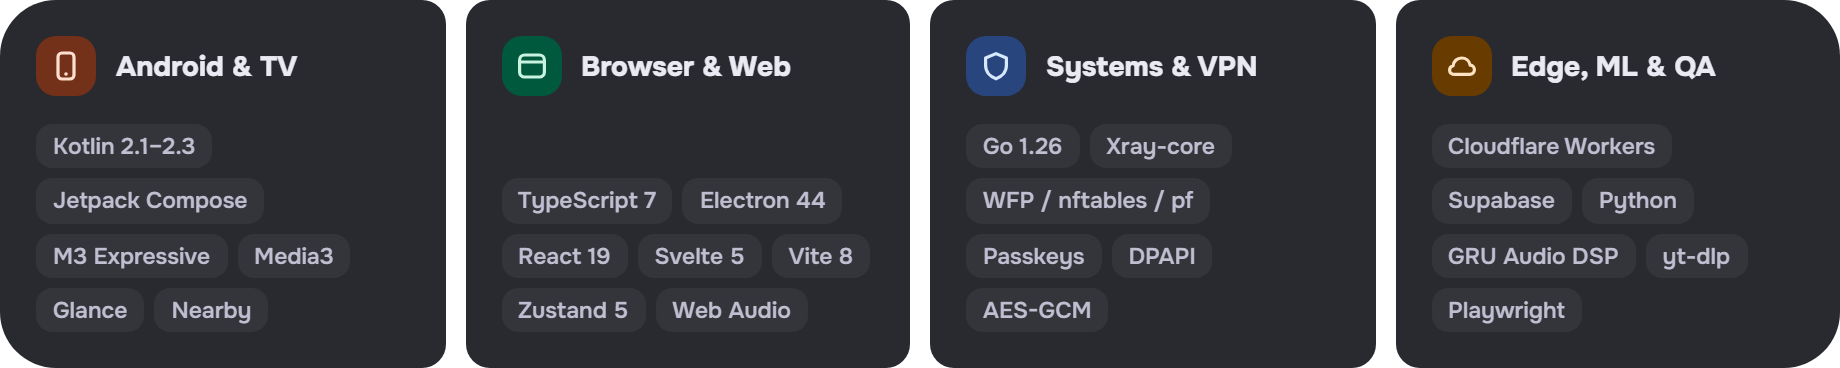 Android & TV
Kotlin 2.1–2.3
Jetpack Compose
M3 Expressive Media3
Glance Nearby
Browser & Web
TypeScript 7 Electron 44
React 19 Svelte 5 Vite 8
Zustand 5 Web Audio
Systems & VPN
Go 1.26 Xray-core
WFP / nftables / pf
Passkeys DPAPI
AES-GCM
Edge, ML & QA
Cloudflare Workers
Supabase Python
GRU Audio DSP yt-dlp
Playwright